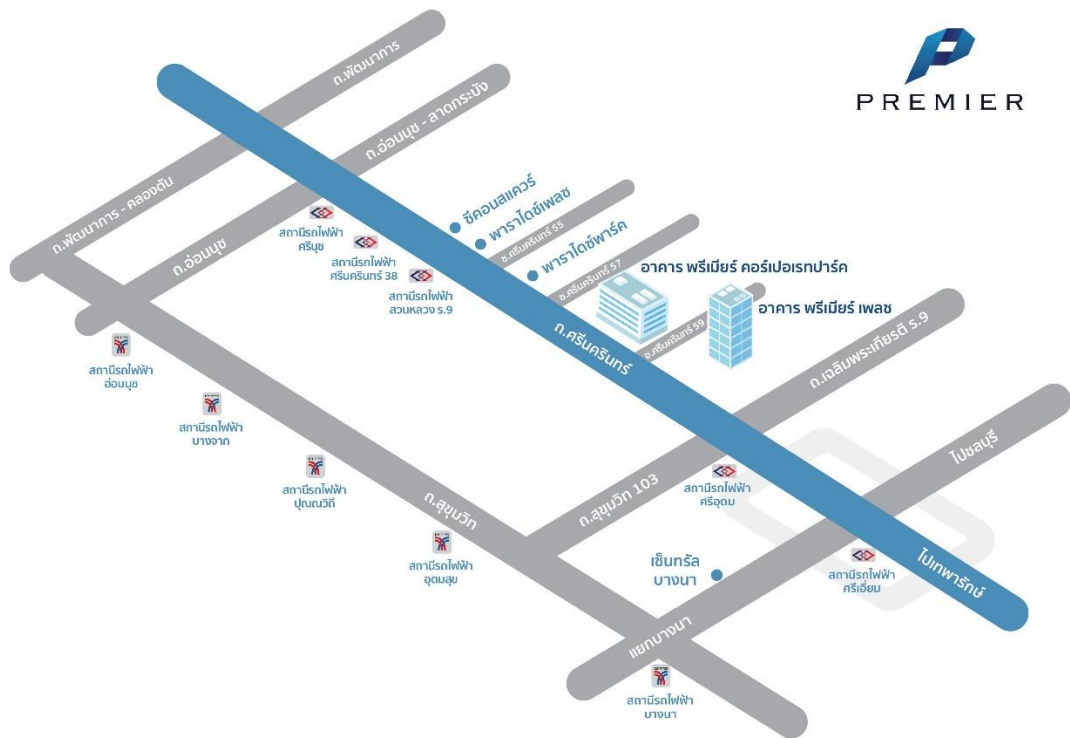 PREMIER
ถ.พัฒนาการ
ถ.อ่อนนุช - ลาดกระบัง
ถ.พัฒนาการ - คลองตัน
ถ.อ่อนนุช
สถานีรถไฟฟ้า
ศรีนุช
สถานีรถไฟฟ้า
ศรีนครินทร์ 38
สถานีรถไฟฟ้า
สวนหลวง ร.9
ซีคอนสแควร์
พาราไดซ์เพลซ
ซ.ศรีนครินทร์ 55
พาราไดซ์พาร์ค
ซ.ศรีนครินทร์ 57
อาคาร พรีเมียร์ คอร์เปอเรทปาร์ค
อาคาร พรีเมียร์ เพลซ
ซ.ศรีนครินทร์ 59
ถ.ศรีนครินทร์
ถ.เฉลิมพระเกียรติ ร.9
สถานีรถไฟฟ้า
อ่อนนุช
สถานีรถไฟฟ้า
บางจาก
สถานีรถไฟฟ้า
ปุณณวิถี
ถ.สุขุมวิท
สถานีรถไฟฟ้า
อุดมสุข
ถ.สุขุมวิท 103
สถานีรถไฟฟ้า
ศรีอุดม
ไปชลบุรี
เซ็นทรัล
บางนา
สถานีรถไฟฟ้า
ศรีเอี่ยม
ไปเทพารักษ์
แยกบางนา
สถานีรถไฟฟ้า
บางนา